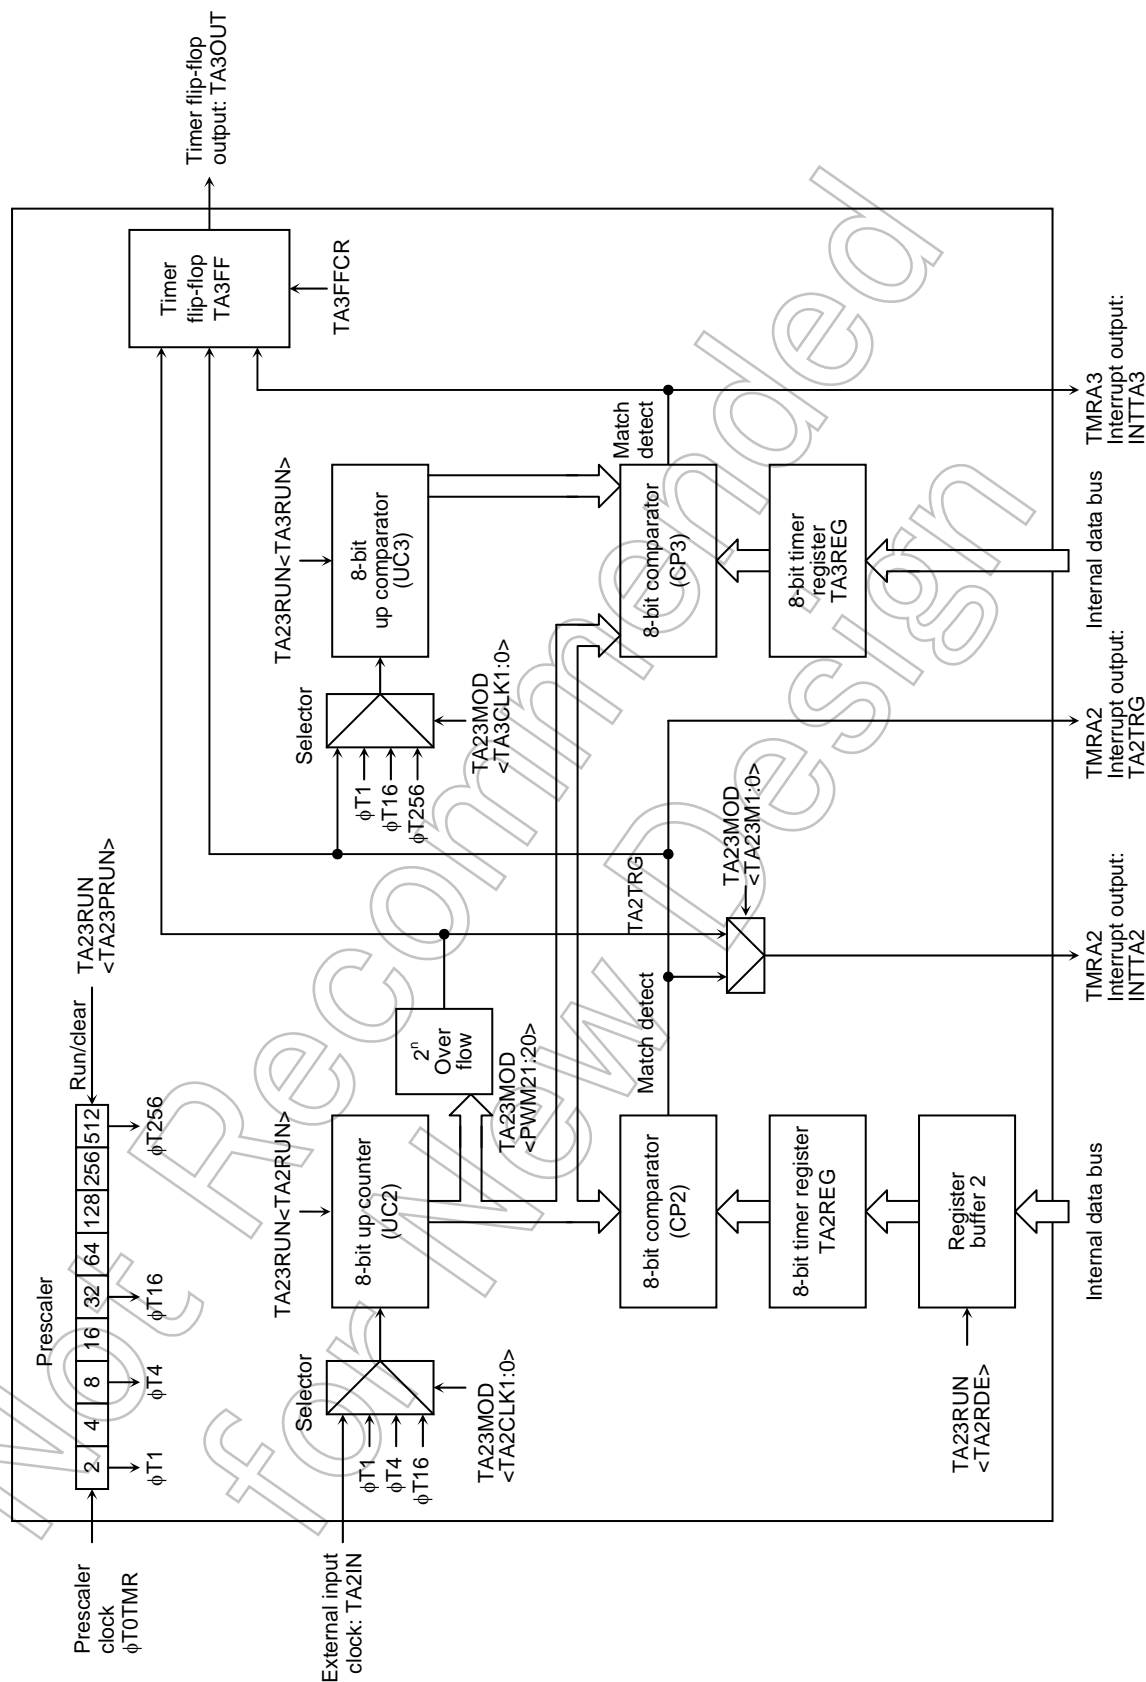 Prescaler
clock
ϕT0TMR
Prescaler
2 4 8 16 32 64 128 256 512
Run/clear
TA23RUN
<TA23PRUN>
ϕT1
ϕT4
ϕT16
ϕT256
External input
clock: TA2IN
ϕT1
ϕT4
ϕT16
Selector
TA23MOD
<TA2CLK1:0>
TA23RUN<TA2RUN>
8-bit up counter
(UC2)
2ⁿ
Over
flow
TA23MOD
<PWM21:20>
Selector
ϕT1
ϕT16
ϕT256
TA23MOD
<TA3CLK1:0>
TA23RUN<TA3RUN>
8-bit
up comparator
(UC3)
Timer
flip-flop
TA3FF
TA3FFCR
Timer flip-flop
output: TA3OUT
8-bit comparator
(CP2)
Match detect
TA2TRG
TA23MOD
<TA23M1:0>
8-bit comparator
(CP3)
Match
detect
8-bit timer register
TA2REG
8-bit timer
register
TA3REG
TA23RUN
<TA2RDE>
Register
buffer 2
Internal data bus
TMRA2
Interrupt output:
INTTA2
TMRA2
Interrupt output:
TA2TRG
Internal data bus
TMRA3
Interrupt output:
INTTA3
Not Recommended
for New Design